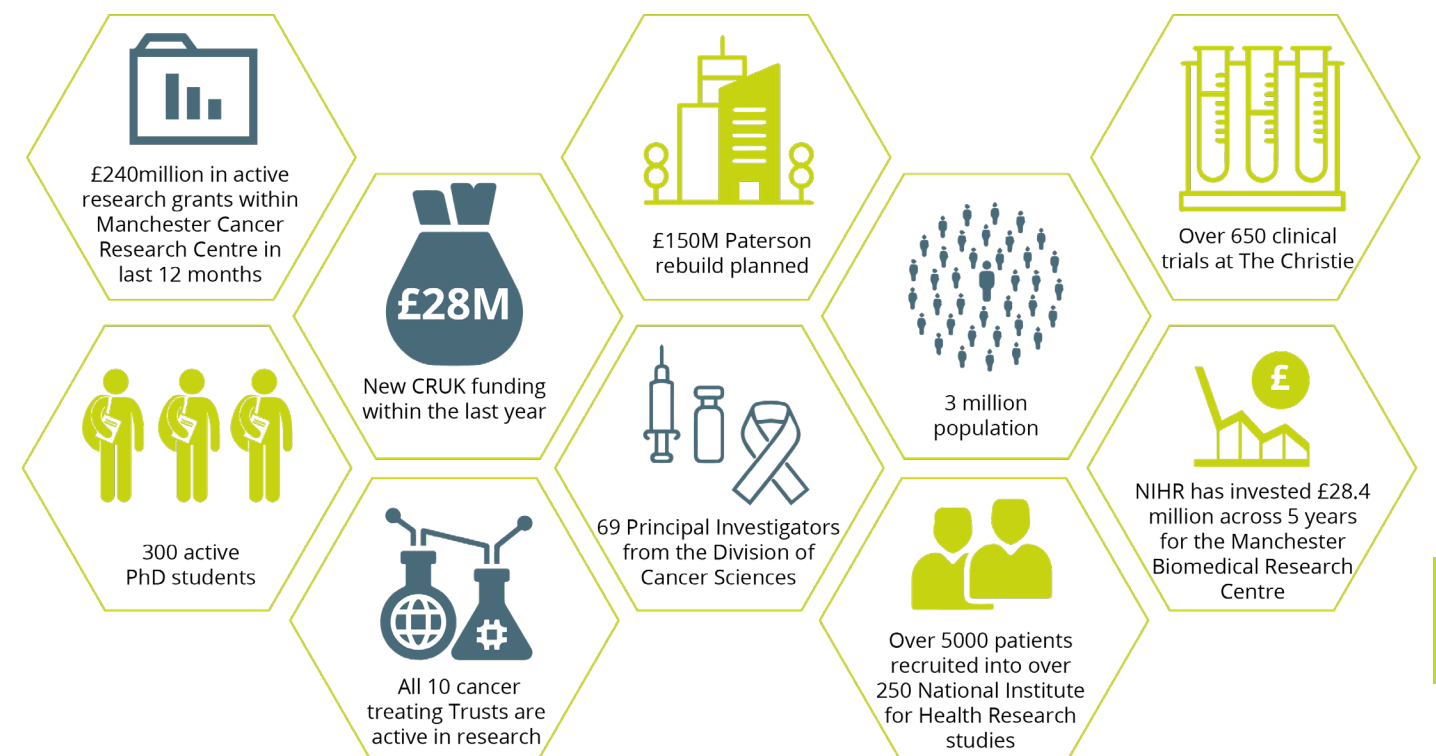 £240million in active
research grants within
Manchester Cancer
Research Centre in
last 12 months
£28M
New CRUK funding
within the last year
£150M Paterson
rebuild planned
3 million
population
Over 650 clinical
trials at The Christie
300 active
PhD students
All 10 cancer
treating Trusts are
active in research
69 Principal Investigators
from the Division of
Cancer Sciences
Over 5000 patients
recruited into over
250 National Institute
for Health Research
studies
£
NIHR has invested £28.4
million across 5 years
for the Manchester
Biomedical Research
Centre